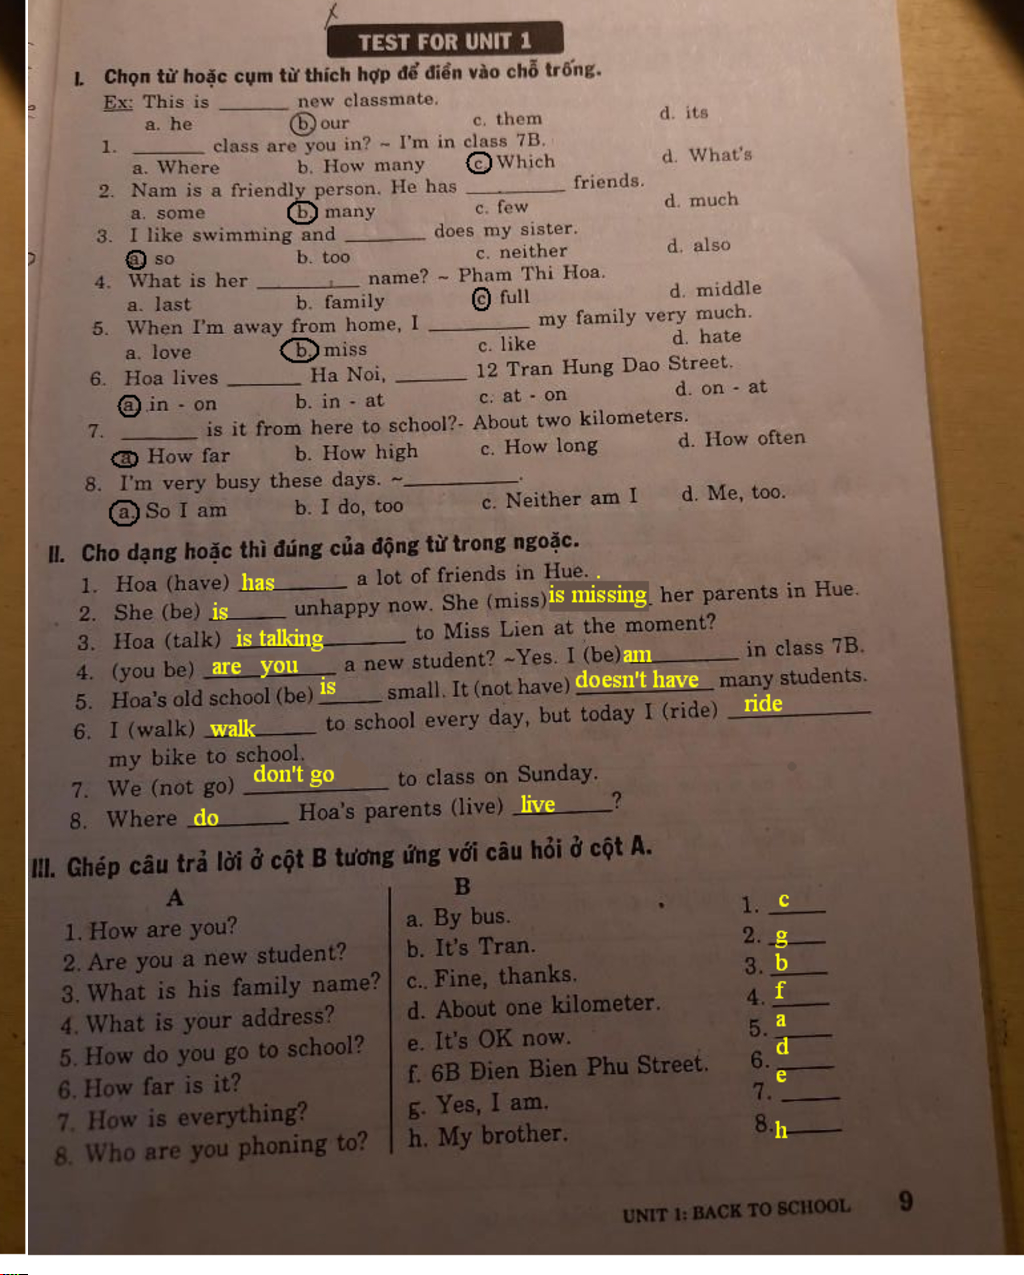 TEST FOR UNIT 1
I. Chọn từ hoặc cụm từ thích hợp để điền vào chỗ trống.
Ex: This is ______ new classmate.
a. he b. our c. them d. its
1. ______ class are you in? ~ I'm in class 7B.
a. Where b. How many c. Which d. What's
2. Nam is a friendly person. He has ______ friends.
a. some b. many c. few d. much
3. I like swimming and ______ does my sister.
a. so b. too c. neither d. also
4. What is her ______ name? ~ Pham Thi Hoa.
a. last b. family c. full d. middle
5. When I'm away from home, I ______ my family very much.
a. love b. miss c. like d. hate
6. Hoa lives ______ Ha Noi, ______ 12 Tran Hung Dao Street.
a. in - on b. in - at c. at - on d. on - at
7. ______ is it from here to school?- About two kilometers.
a. How far b. How high c. How long d. How often
8. I'm very busy these days. ~ ______.
a. So I am b. I do, too c. Neither am I d. Me, too.
II. Cho dạng hoặc thì đúng của động từ trong ngoặc.
1. Hoa (have) has a lot of friends in Hue. .
2. She (be) is unhappy now. She (miss) is missing her parents in Hue.
3. Hoa (talk) is talking to Miss Lien at the moment?
4. (you be) are you a new student? ~Yes. I (be) am in class 7B.
5. Hoa's old school (be) is small. It (not have) doesn't have many students.
6. I (walk) walk to school every day, but today I (ride) ride
my bike to school.
7. We (not go) don't go to class on Sunday.
8. Where do Hoa's parents (live) live ?
III. Ghép câu trả lời ở cột B tương ứng với câu hỏi ở cột A.
A B
1. How are you? a. By bus. 1. c
2. Are you a new student? b. It's Tran. 2. g
3. What is his family name? c.. Fine, thanks. 3. b
4. What is your address? d. About one kilometer. 4. f
5. How do you go to school? e. It's OK now. 5. a
6. How far is it? f. 6B Đien Bien Phu Street. 6. d
7. How is everything? g. Yes, I am. 7. e
8. Who are you phoning to? h. My brother. 8. h
UNIT 1: BACK TO SCHOOL 9